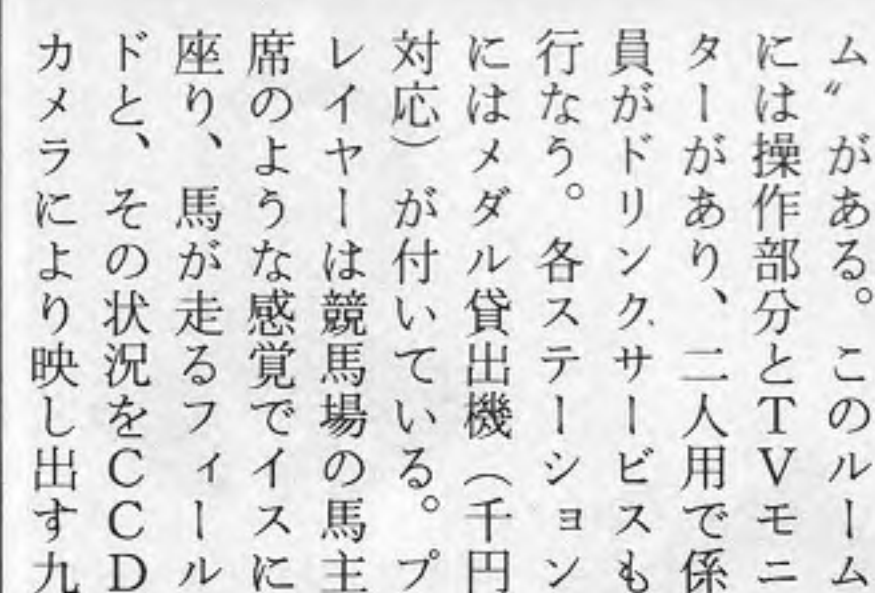 ム〟がある。このルーム
には操作部分とTVモニ
ターがあり、二人用で係
員がドリンク、サービスも
行なう。各ステーション
にはメダル貸出機（千円
対応）が付いている。プ
レイヤーは競馬場の馬主
席のような感覚でイスに
座り、馬が走るフィール
ドと、その状況をCCD
カメラにより映し出す九